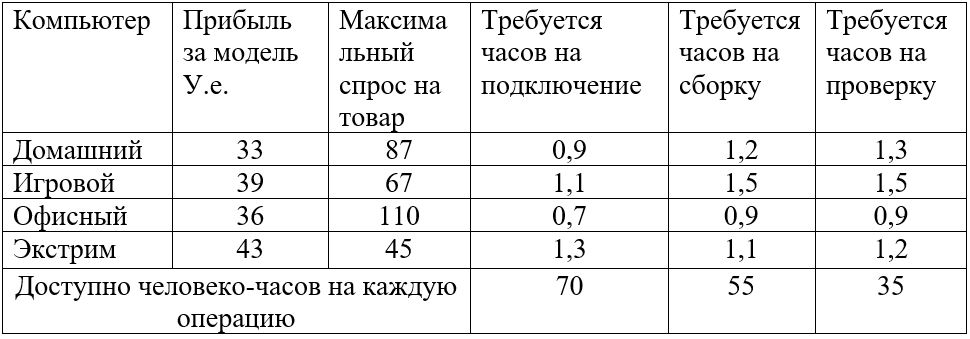 Компьютер Прибыль за модель У.е. Максима льный спрос на товар Требуется часов на подключение Требуется часов на сборку Требуется часов на проверку
Домашний 33 87 0,9 1,2 1,3
Игровой 39 67 1,1 1,5 1,5
Офисный 36 110 0,7 0,9 0,9
Экстрим 43 45 1,3 1,1 1,2
Доступно человеко-часов на каждую операцию 70 55 35